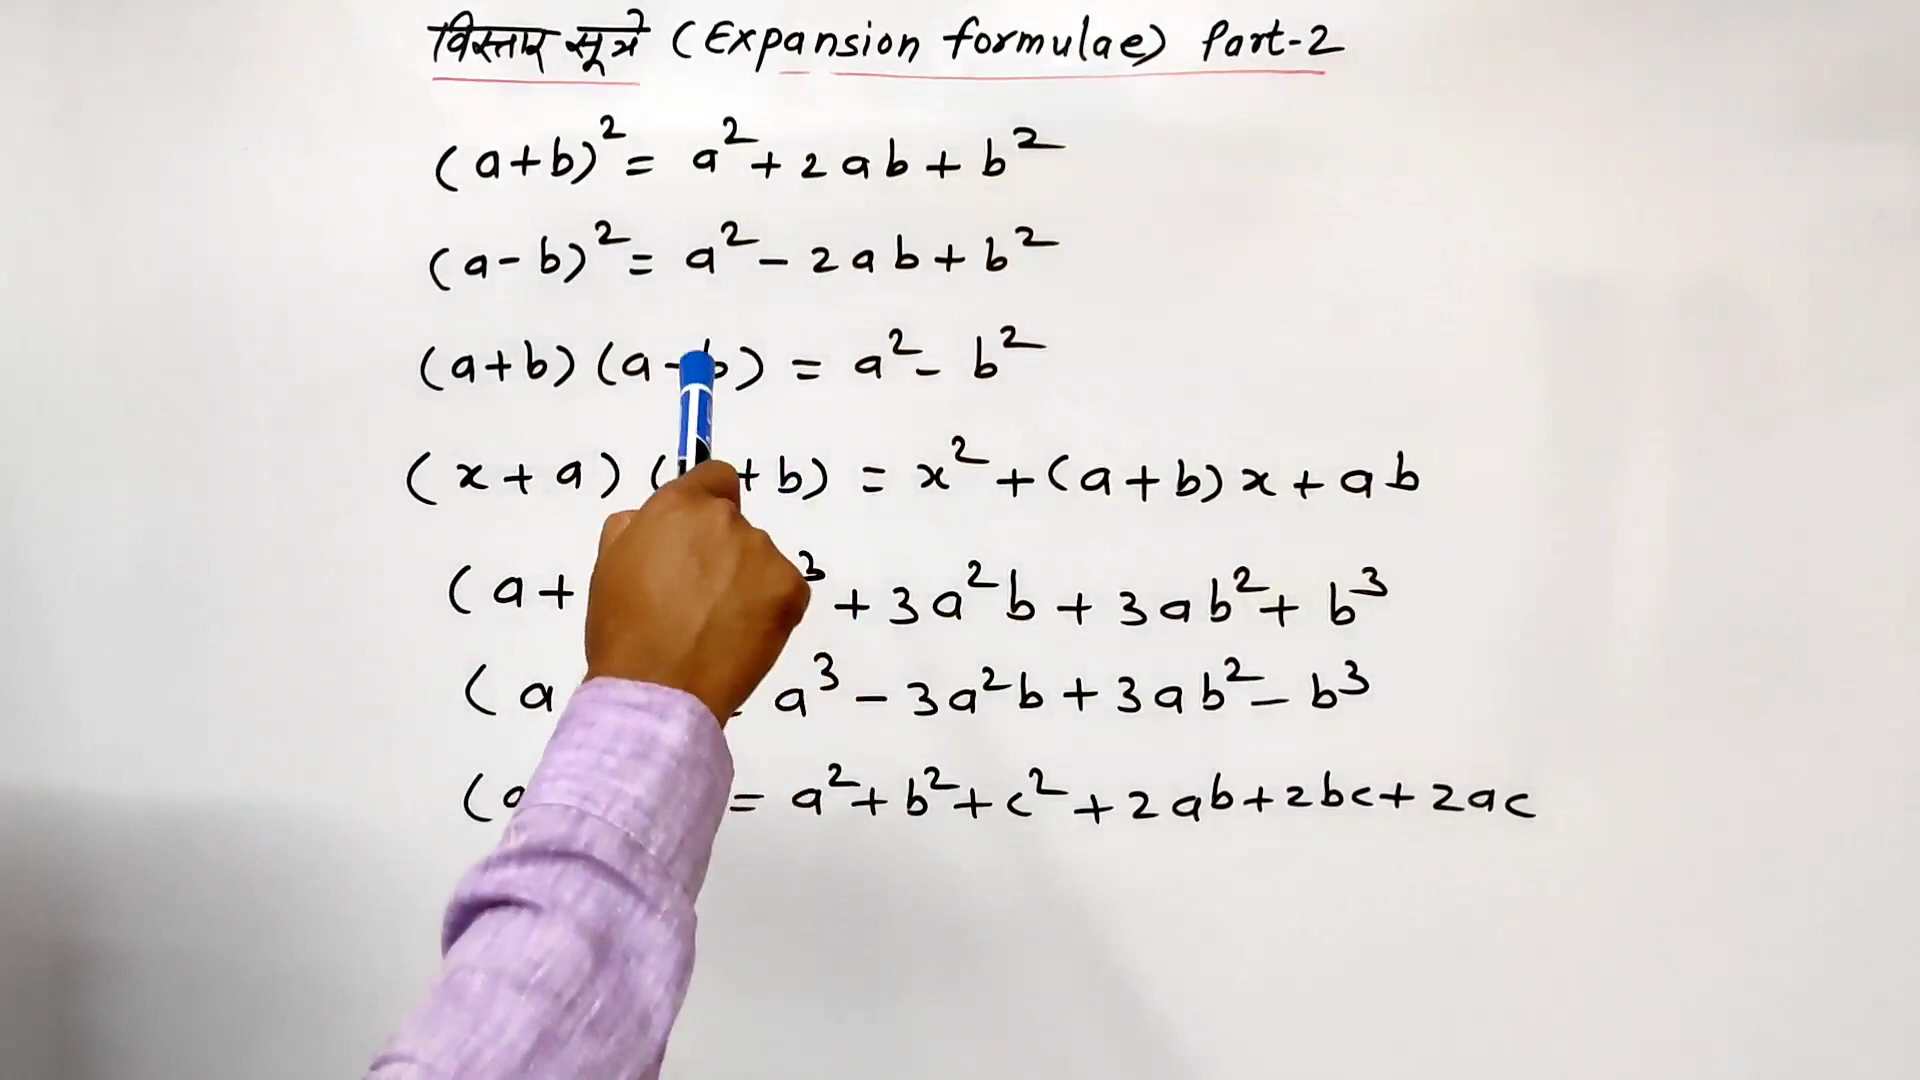 विस्तार सूत्रे (Expansion formulae) Part-2
(a+b)² = a² + 2ab + b²
(a-b)² = a² - 2ab + b²
(a+b)(a-b) = a² - b²
(x+a)( +b) = x² + (a+b)x + ab
(a+ ³ + 3a²b + 3ab² + b³
(a = a³ - 3a²b + 3ab² - b³
(a = a² + b² + c² + 2ab + 2bc + 2ac